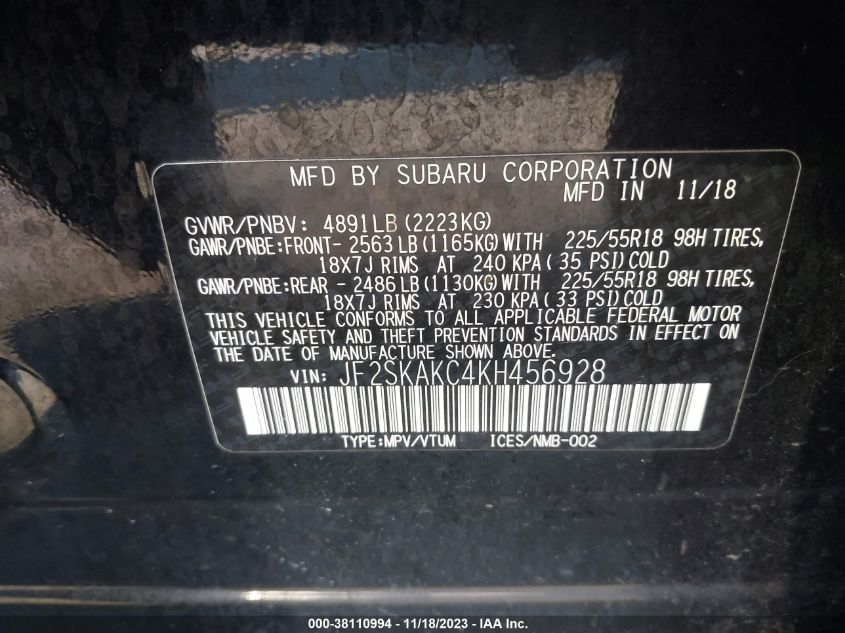 MFD BY SUBARU CORPORATION
MFD IN 11/18
GVWR/PNBV: 4891LB(2223KG)
GAWR/PNBE:FRONT- 2563LB(1165KG)WITH 225/55R18 98H TIRES,
18X7J RIMS AT 240 KPA( 35 PSI)COLD
GAWR/PNBE:REAR - 2486LB(1130KG)WITH 225/55R18 98H TIRES,
18X7J RIMS AT 230 KPA( 33 PSI)COLD
THIS VEHICLE CONFORMS TO ALL APPLICABLE FEDERAL MOTOR
VEHICLE SAFETY AND THEFT PREVENTION STANDARDS IN EFFECT ON
THE DATE OF MANUFACTURE SHOWN ABOVE.
VIN: JF2SKAKC4KH456928
TYPE:MPV/VTUM ICES/NMB-002
000-38110994 — 11/18/2023 — IAA Inc.